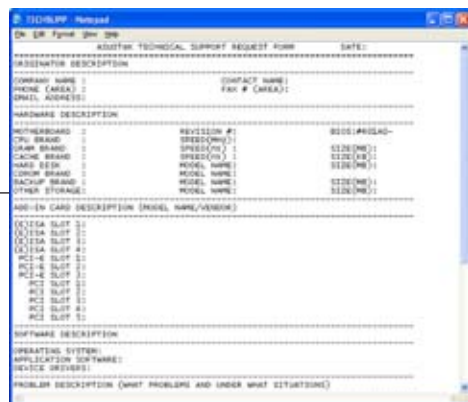 TECHSUPP - Notepad
File Edit Format View Help
ASUSTeK TECHNICAL SUPPORT REQUEST FORM DATE:
ORIGINATOR DESCRIPTION
COMPANY NAME : CONTACT NAME:
PHONE (AREA) : FAX # (AREA):
EMAIL ADDRESS:
HARDWARE DESCRIPTION
MOTHERBOARD : REVISION #: BIOS:#401A0-
CPU BRAND : SPEED(MHz):
DRAM BRAND : SPEED(ns) : SIZE(MB):
CACHE BRAND : SPEED(ns) : SIZE(KB):
HARD DISK : MODEL NAME: SIZE(MB):
CDROM BRAND : MODEL NAME:
BACKUP BRAND : MODEL NAME: SIZE(MB):
OTHER STORAGE: MODEL NAME: SIZE(MB):
ADD-IN CARD DESCRIPTION (MODEL NAME/VENDOR)
(E)ISA SLOT 1:
(E)ISA SLOT 2:
(E)ISA SLOT 3:
(E)ISA SLOT 4:
PCI-E SLOT 1:
PCI-E SLOT 2:
PCI-E SLOT 3:
PCI SLOT 1:
PCI SLOT 2:
PCI SLOT 3:
PCI SLOT 4:
PCI SLOT 5:
SOFTWARE DESCRIPTION
OPERATING SYSTEM:
APPLICATION SOFTWARE:
DEVICE DRIVERS:
PROBLEM DESCRIPTION (WHAT PROBLEMS AND UNDER WHAT SITUATIONS)